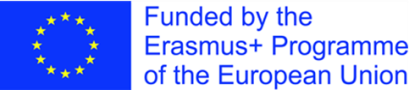 Funded by the
Erasmus+ Programme
of the European Union